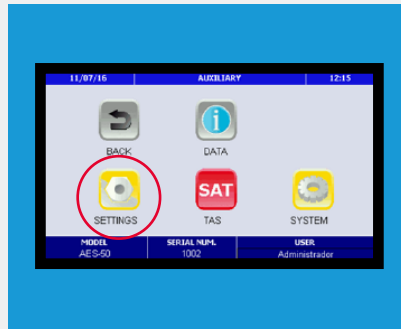 11/07/16 AUXILIARY 12:15
BACK DATA
SAT
SETTINGS TAS SYSTEM
MODEL SERIAL NUM. USER
AES-50 1002 Administrador